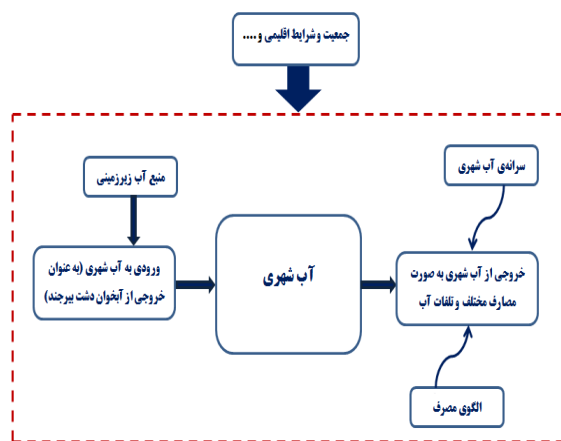 جمعیت و شرایط اقلیمی و ....
سرانه‌ی آب شهری
منبع آب زیرزمینی
ورودی به آب شهری (به عنوان
خروجی از آبخوان دشت بیرجند)
آب شهری
خروجی از آب شهری به صورت
مصارف مختلف و تلفات آب
الگوی مصرف